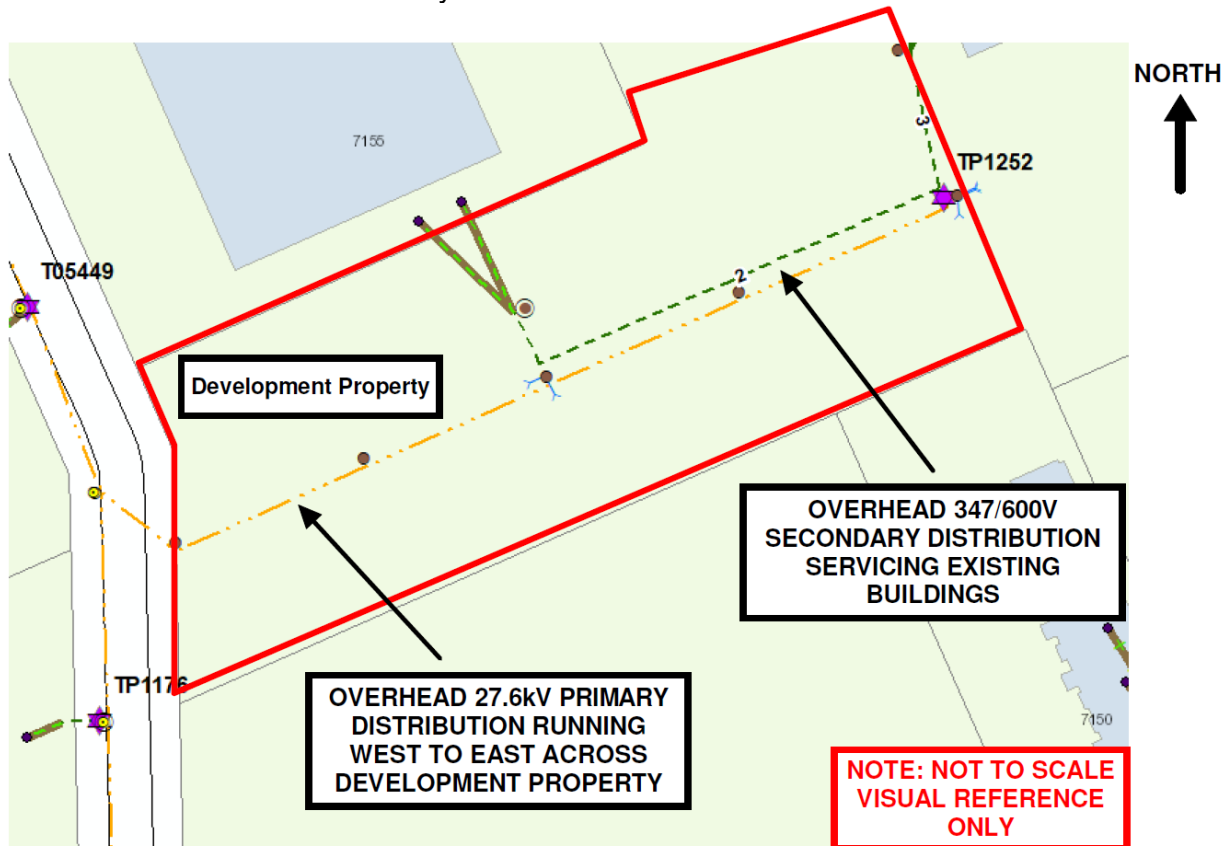 NORTH
7155
3
TP1252
T05449
2
Development Property
OVERHEAD 347/600V
SECONDARY DISTRIBUTION
SERVICING EXISTING
BUILDINGS
TP1176
OVERHEAD 27.6kV PRIMARY
DISTRIBUTION RUNNING
WEST TO EAST ACROSS
DEVELOPMENT PROPERTY
7150
NOTE: NOT TO SCALE
VISUAL REFERENCE
ONLY